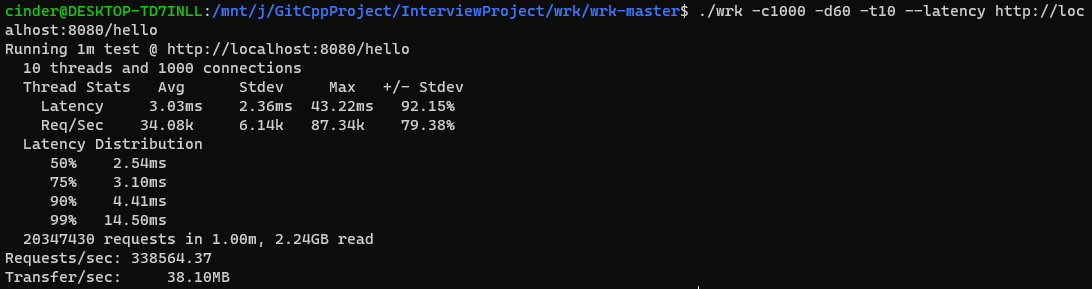 cinder@DESKTOP-TD7INLL:/mnt/j/GitCppProject/InterviewProject/wrk/wrk-master$ ./wrk -c1000 -d60 -t10 --latency http://loc
alhost:8080/hello
Running 1m test @ http://localhost:8080/hello
  10 threads and 1000 connections
  Thread Stats   Avg      Stdev     Max   +/- Stdev
    Latency     3.03ms    2.36ms  43.22ms   92.15%
    Req/Sec    34.08k     6.14k   87.34k    79.38%
  Latency Distribution
     50%    2.54ms
     75%    3.10ms
     90%    4.41ms
     99%   14.50ms
  20347430 requests in 1.00m, 2.24GB read
Requests/sec: 338564.37
Transfer/sec:     38.10MB